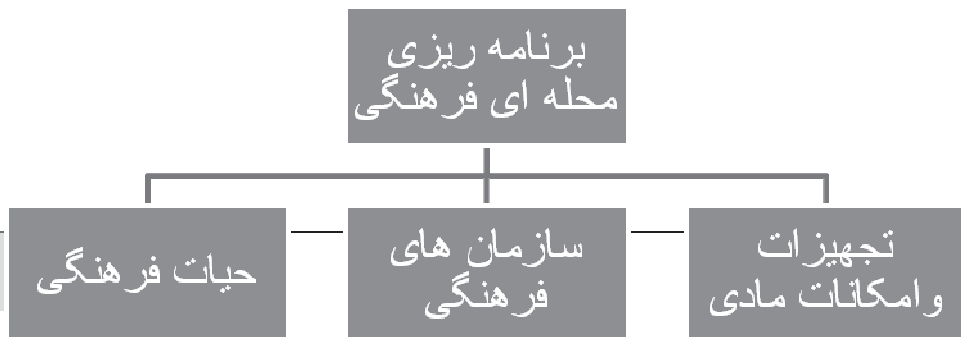 برنامه ریزی
محله ای فرهنگی
تجهیزات
وامکانات مادی
سازمان های
فرهنگی
حیات فرهنگی